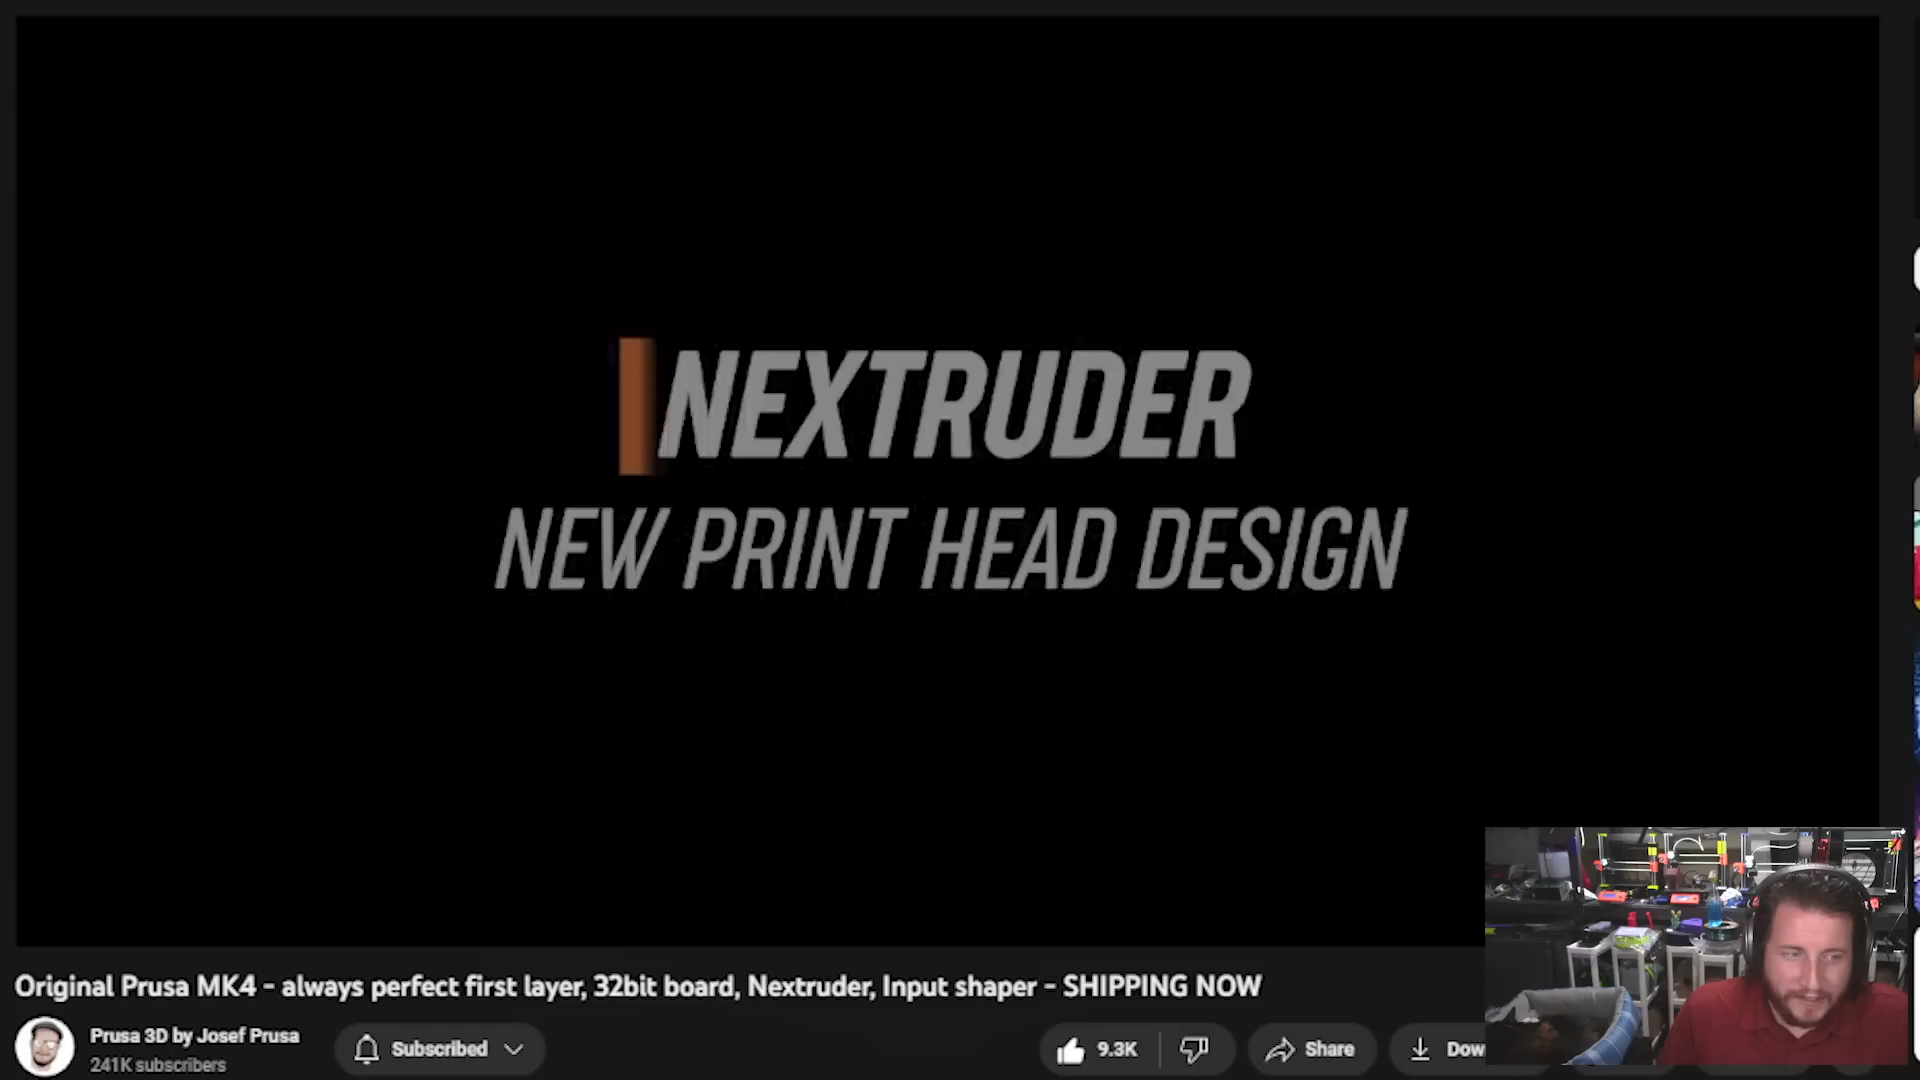 NEXTRUDER
NEW PRINT HEAD DESIGN
Original Prusa MK4 - always perfect first layer, 32bit board, Nextruder, Input shaper - SHIPPING NOW
Prusa 3D by Josef Prusa
241K subscribers
Subscribed
9.3K
Share
Dow